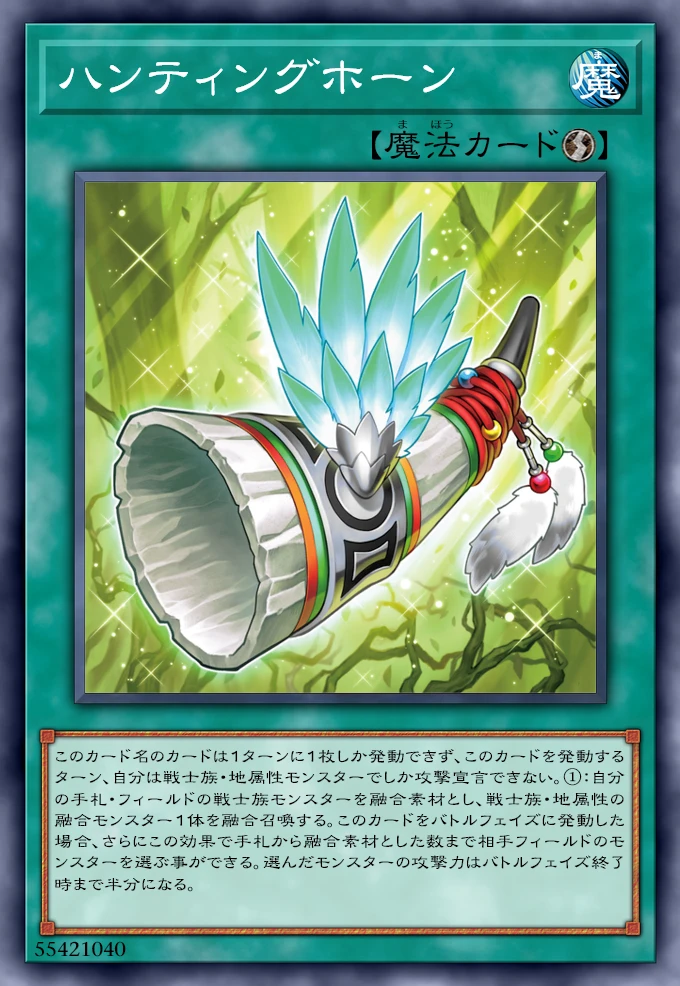 ハンティングホーン
魔
ま
ま ほう
【魔法カード】
このカード名のカードは1ターンに1枚しか発動できず、このカードを発動する
ターン、自分は戦士族・地属性モンスターでしか攻撃宣言できない。①:自分
の手札・フィールドの戦士族モンスターを融合素材とし、戦士族・地属性の
融合モンスター1体を融合召喚する。このカードをバトルフェイズに発動した
場合、さらにこの効果で手札から融合素材とした数まで相手フィールドのモ
ンスターを選ぶ事ができる。選んだモンスターの攻撃力はバトルフェイズ終了
時まで半分になる。
55421040